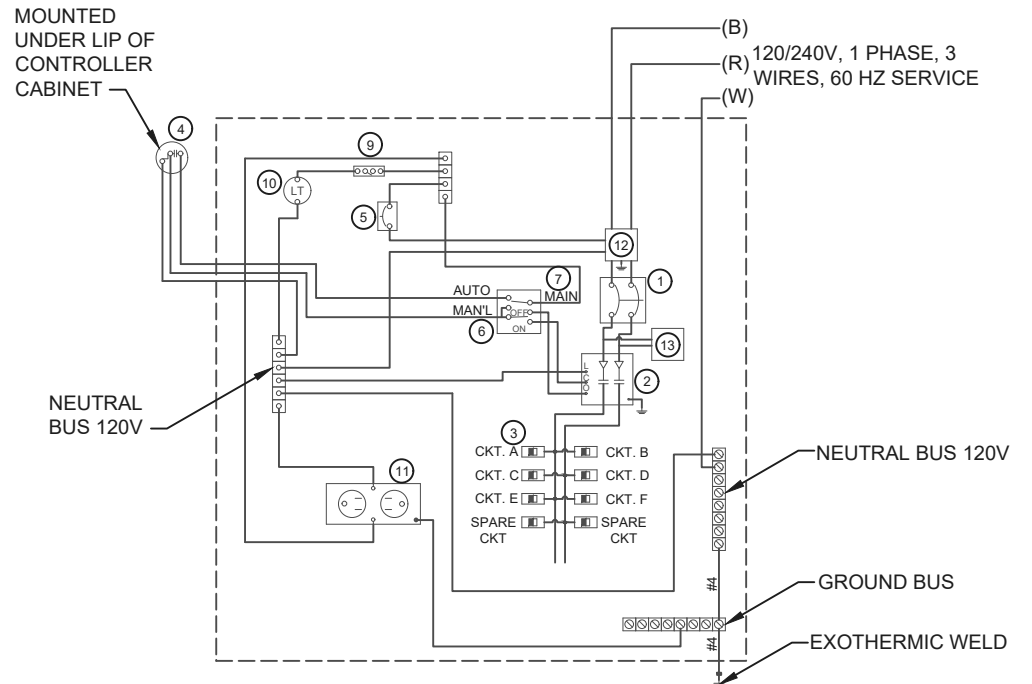 MOUNTED
UNDER LIP OF
CONTROLLER
CABINET
(B)
(R) 120/240V, 1 PHASE, 3
WIRES, 60 HZ SERVICE
(W)
4
9
10
LT
5
12
7
1
AUTO
MAIN
MAN'L
OFF
6
ON
13
L
C
O
C
2
NEUTRAL
BUS 120V
3
CKT. A
CKT. B
CKT. C
CKT. D
CKT. E
CKT. F
SPARE
CKT
SPARE
CKT
11
NEUTRAL BUS 120V
#4
GROUND BUS
#4
EXOTHERMIC WELD